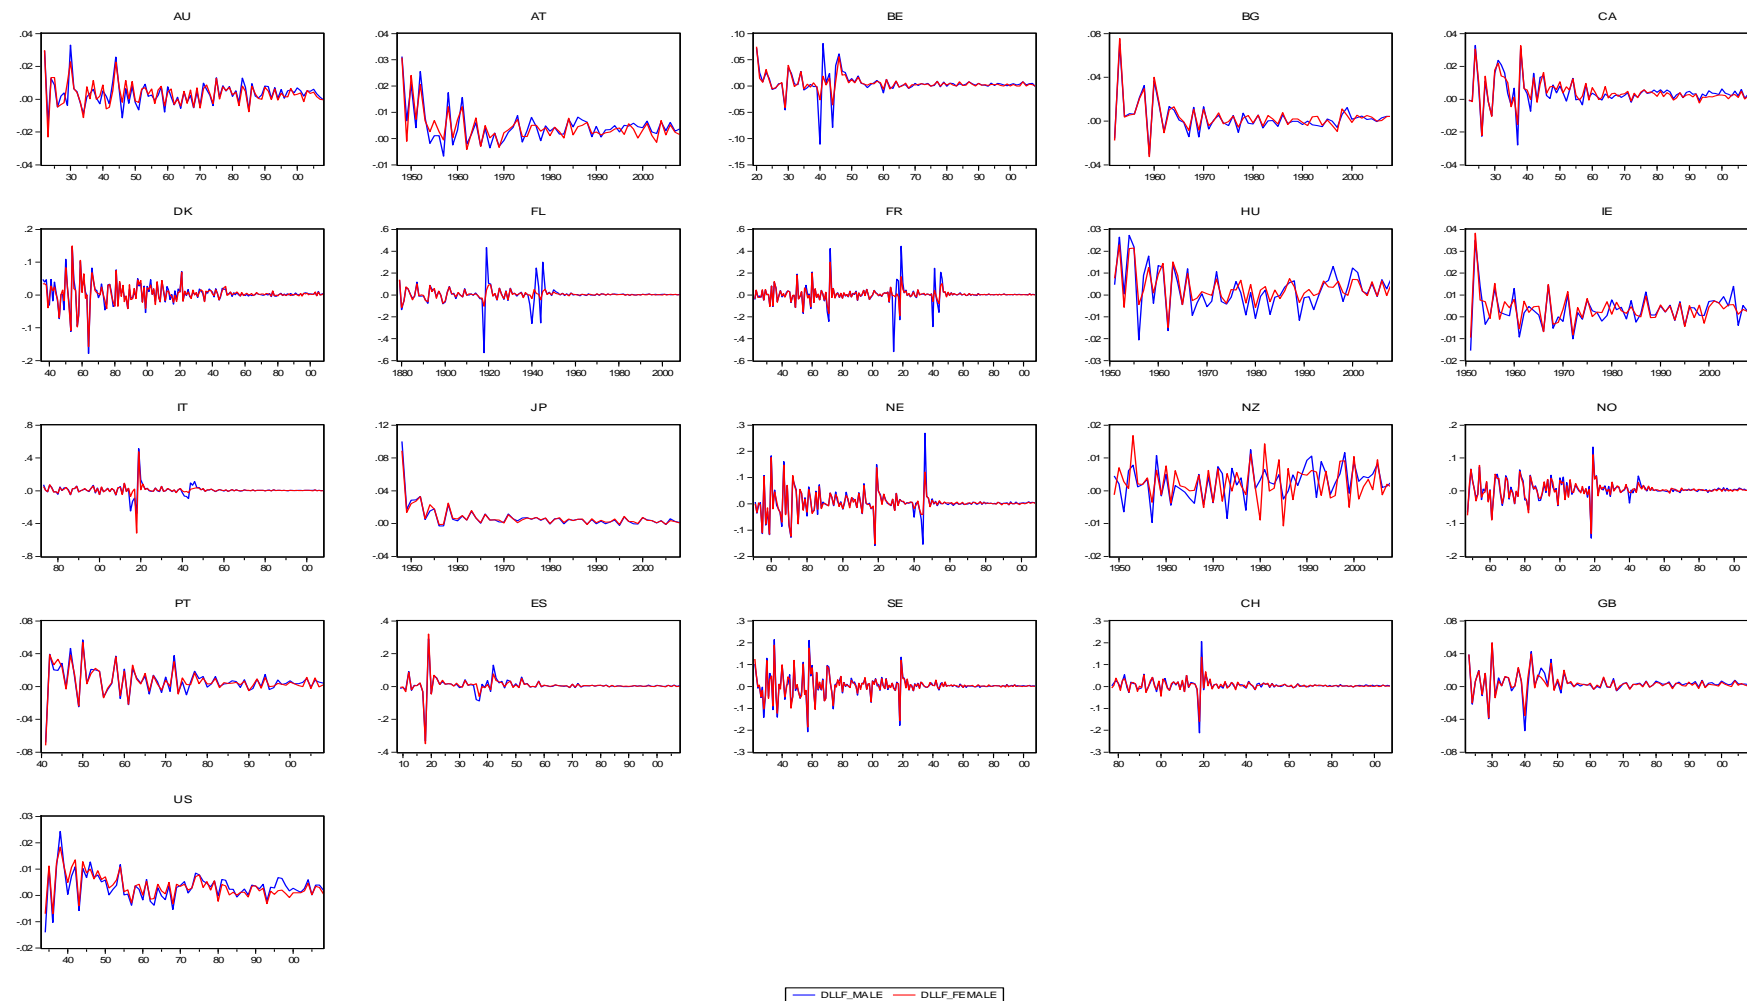 AU
AT
BE
BG
CA
.04
.02
.00
-.02
-.04
30 40 50 60 70 80 90 00
.04
.03
.02
.01
.00
-.01
1950 1960 1970 1980 1990 2000
.10
.05
.00
-.05
-.10
-.15
20 30 40 50 60 70 80 90 00
.08
.04
.00
-.04
1960 1970 1980 1990 2000
.04
.02
.00
-.02
-.04
30 40 50 60 70 80 90 00
DK
FL
FR
HU
IE
.2
.1
.0
-.1
-.2
40 60 80 00 20 40 60 80 00
.6
.4
.2
.0
-.2
-.4
-.6
1880 1900 1920 1940 1960 1980 2000
.6
.4
.2
.0
-.2
-.4
-.6
40 60 80 00 20 40 60 80 00
.03
.02
.01
.00
-.01
-.02
-.03
1950 1960 1970 1980 1990 2000
.04
.03
.02
.01
.00
-.01
-.02
1950 1960 1970 1980 1990 2000
IT
JP
NE
NZ
NO
.8
.4
.0
-.4
-.8
80 00 20 40 60 80 00
.12
.08
.04
.00
-.04
1950 1960 1970 1980 1990 2000
.3
.2
.1
.0
-.1
-.2
60 80 00 20 40 60 80 00
.02
.01
.00
-.01
-.02
1950 1960 1970 1980 1990 2000
.2
.1
.0
-.1
-.2
60 80 00 20 40 60 80 00
PT
ES
SE
CH
GB
.08
.04
.00
-.04
-.08
40 50 60 70 80 90 00
.4
.2
.0
-.2
-.4
10 20 30 40 50 60 70 80 90 00
.3
.2
.1
.0
-.1
-.2
-.3
40 60 80 00 20 40 60 80 00
.3
.2
.1
.0
-.1
-.2
-.3
80 00 20 40 60 80 00
.08
.04
.00
-.04
-.08
30 40 50 60 70 80 90 00
US
.03
.02
.01
.00
-.01
-.02
40 50 60 70 80 90 00
DLLF_MALE DLLF_FEMALE